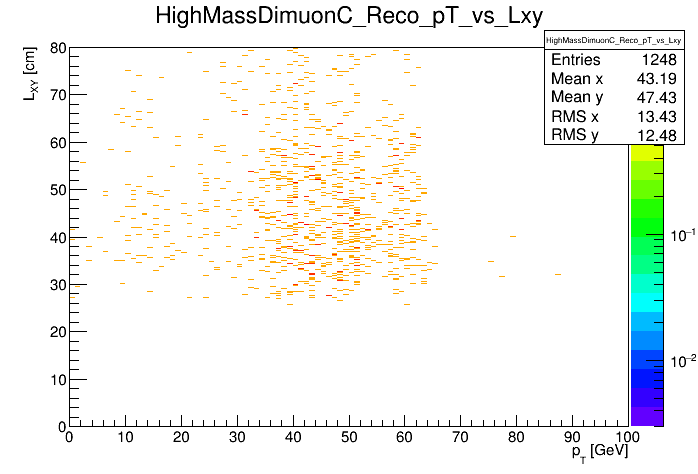 HighMassDimuonC_Reco_pT_vs_Lxy
HighMassDimuonC_Reco_pT_vs_Lxy
Entries 1248
Mean x 43.19
Mean y 47.43
RMS x 13.43
RMS y 12.48
L_XY [cm]
80
70
60
50
40
30
20
10
0
0 10 20 30 40 50 60 70 80 90 100
p_T [GeV]
10⁻¹
10⁻²